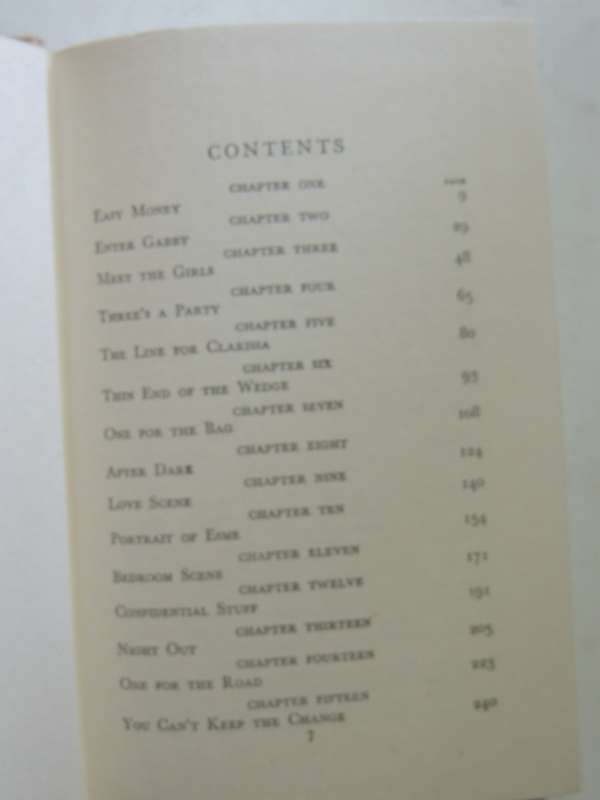 CONTENTS
CHAPTER ONE
PAGE
EASY MONEY 9
CHAPTER TWO
ENTER GABBY 29
CHAPTER THREE
MEET THE GIRLS 48
CHAPTER FOUR
THREE'S A PARTY 65
CHAPTER FIVE
THE LINE FOR CLARIHA 80
CHAPTER SIX
THIN END OF THE WEDGE 93
CHAPTER SEVEN
ONE FOR THE BAG 108
CHAPTER EIGHT
AFTER DARK 124
CHAPTER NINE
LOVE SCENE 140
CHAPTER TEN
PORTRAIT OF ESME 154
CHAPTER ELEVEN
BEDROOM SCENE 171
CHAPTER TWELVE
CONFIDENTIAL STUFF 191
CHAPTER THIRTEEN
NIGHT OUT 205
CHAPTER FOURTEEN
ONE FOR THE ROAD 223
CHAPTER FIFTEEN
YOU CAN'T KEEP THE CHANGE 240
7